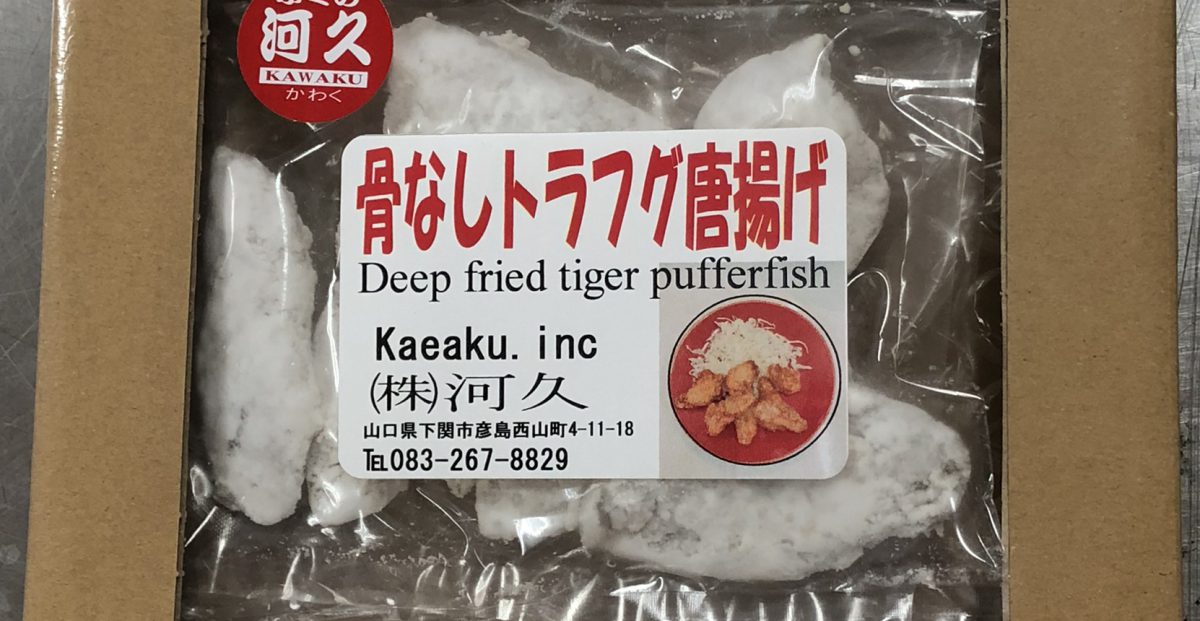 河久
KAWAKU
かわく
骨なしトラフグ唐揚げ
Deep fried tiger pufferfish
Kaeaku. inc
㈱河久
山口県下関市彦島西山町4-11-18
℡083-267-8829